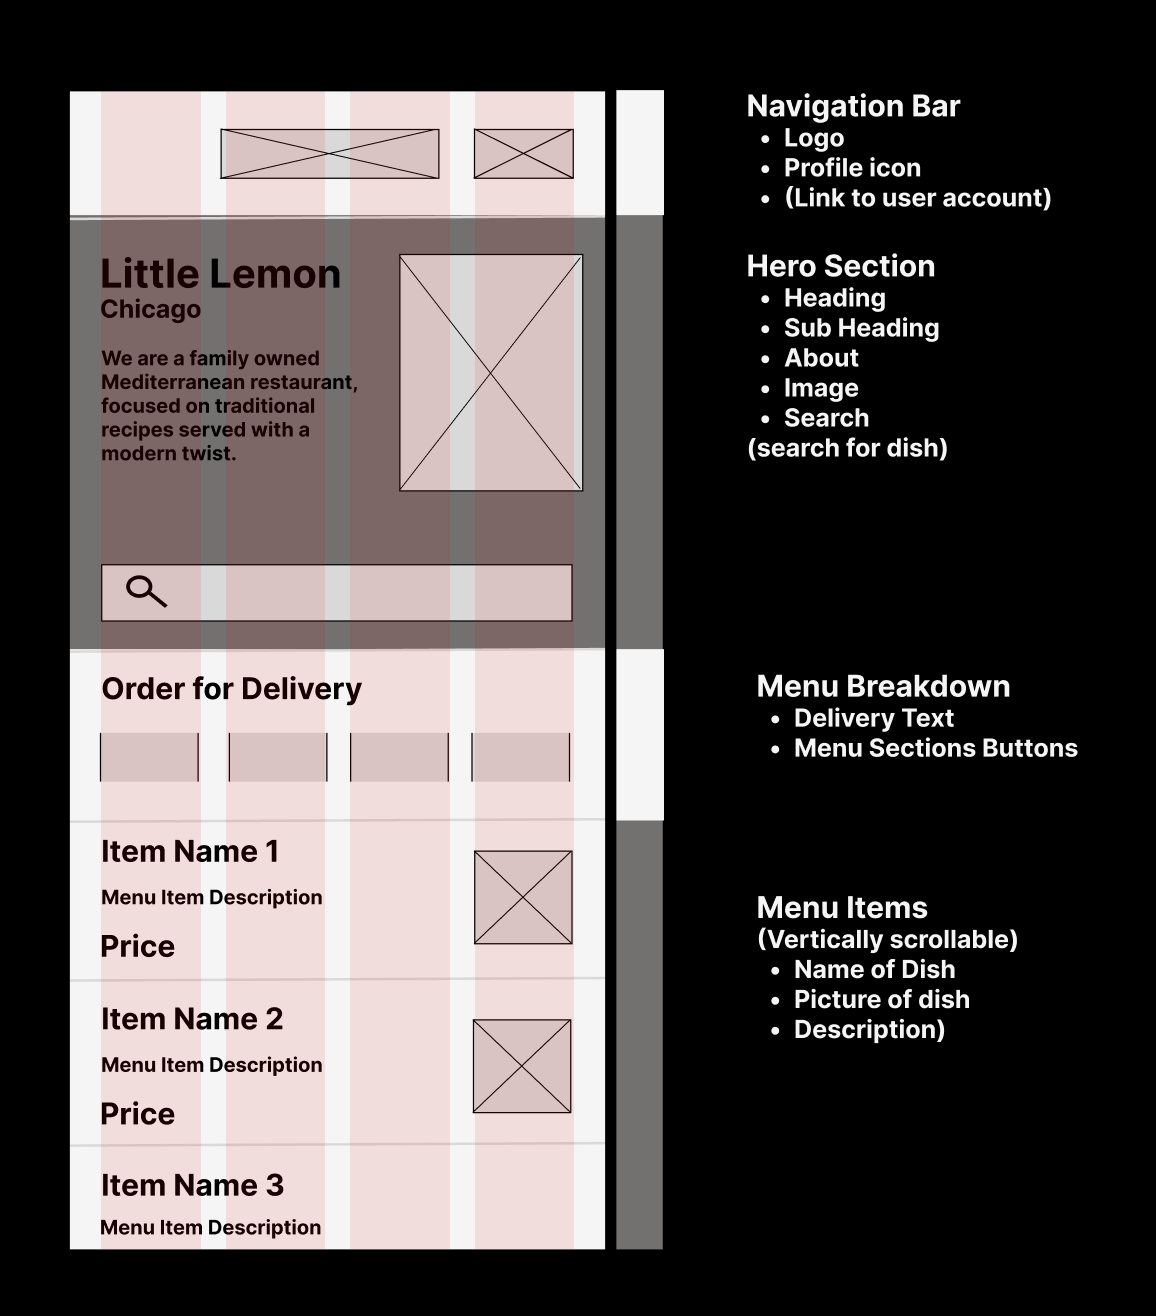 Little Lemon
Chicago
We are a family owned
Mediterranean restaurant,
focused on traditional
recipes served with a
modern twist.
Order for Delivery
Item Name 1
Menu Item Description
Price
Item Name 2
Menu Item Description
Price
Item Name 3
Menu Item Description
Navigation Bar
• Logo
• Profile icon
• (Link to user account)
Hero Section
• Heading
• Sub Heading
• About
• Image
• Search
(search for dish)
Menu Breakdown
• Delivery Text
• Menu Sections Buttons
Menu Items
(Vertically scrollable)
• Name of Dish
• Picture of dish
• Description)